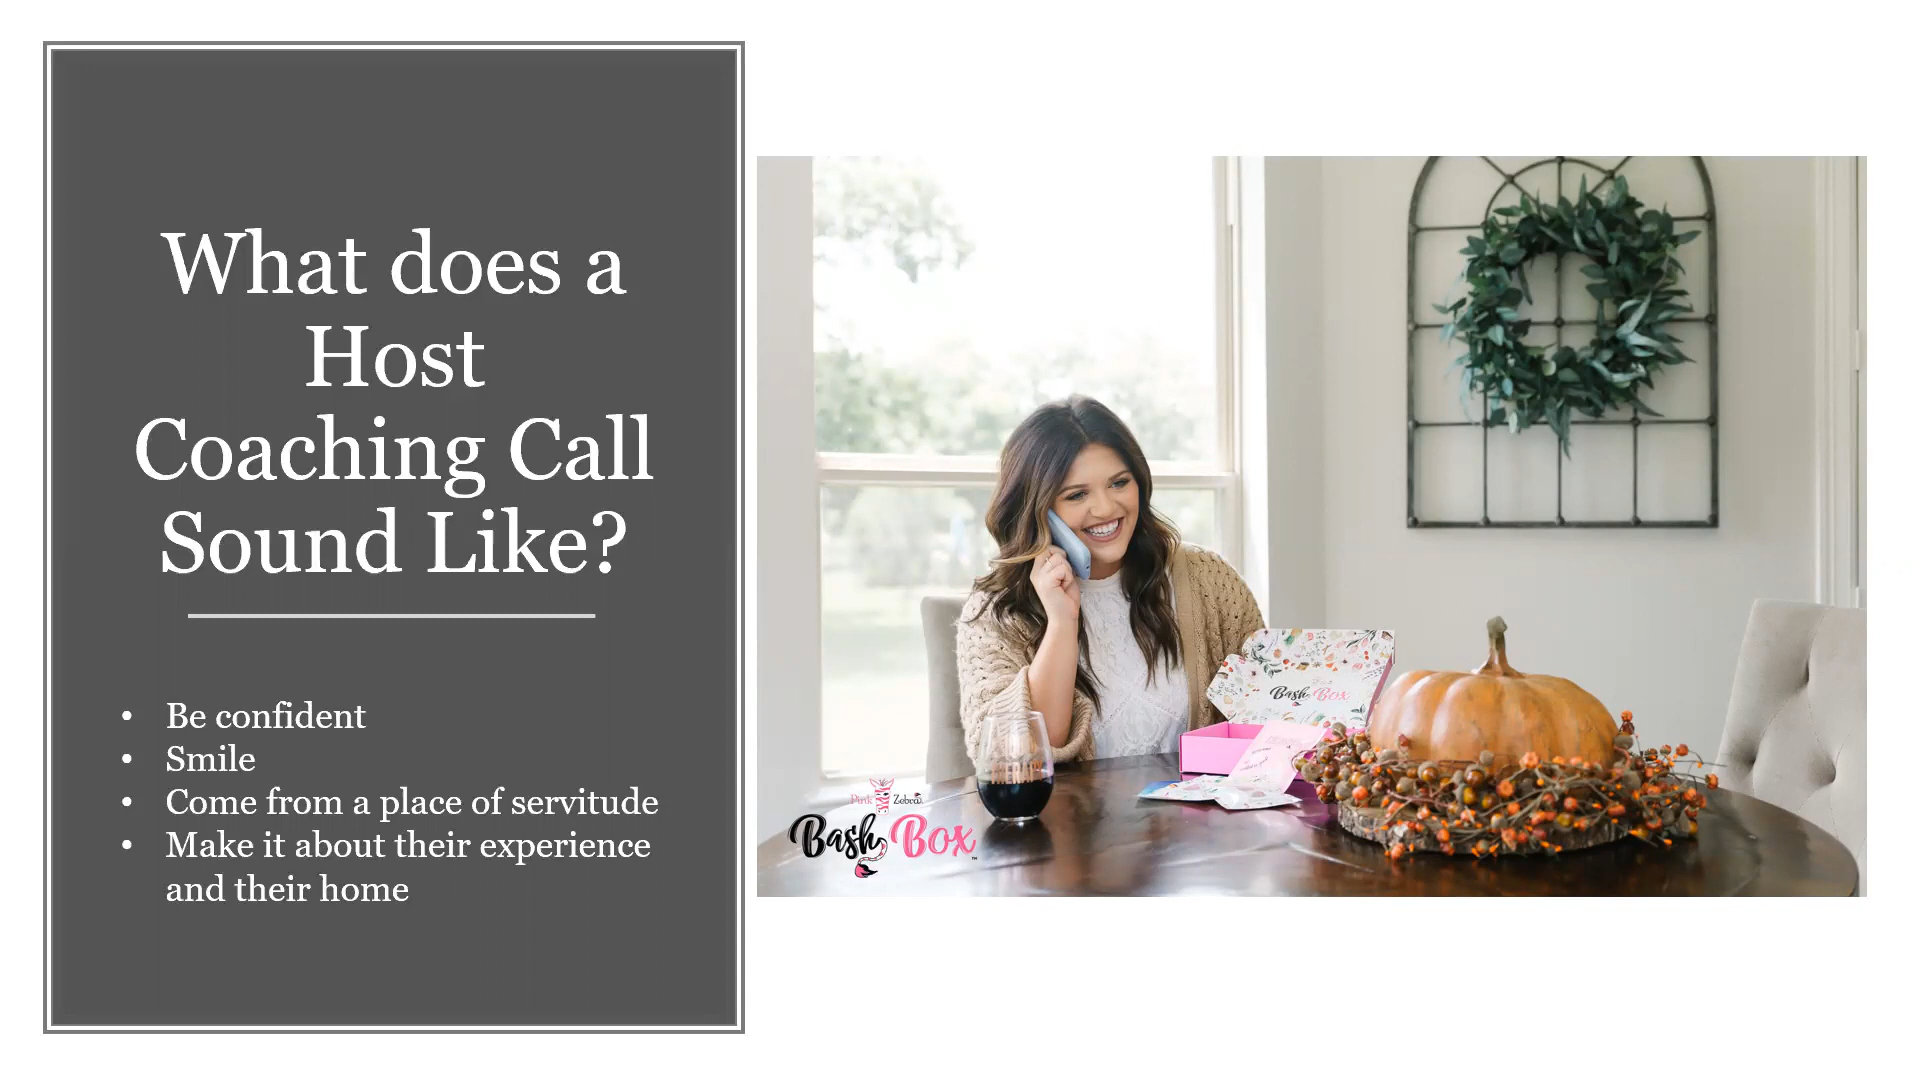 What does a
Host
Coaching Call
Sound Like?
• Be confident
• Smile
• Come from a place of servitude
• Make it about their experience
and their home
Bash Box
Pink Zebra
Bash Box™